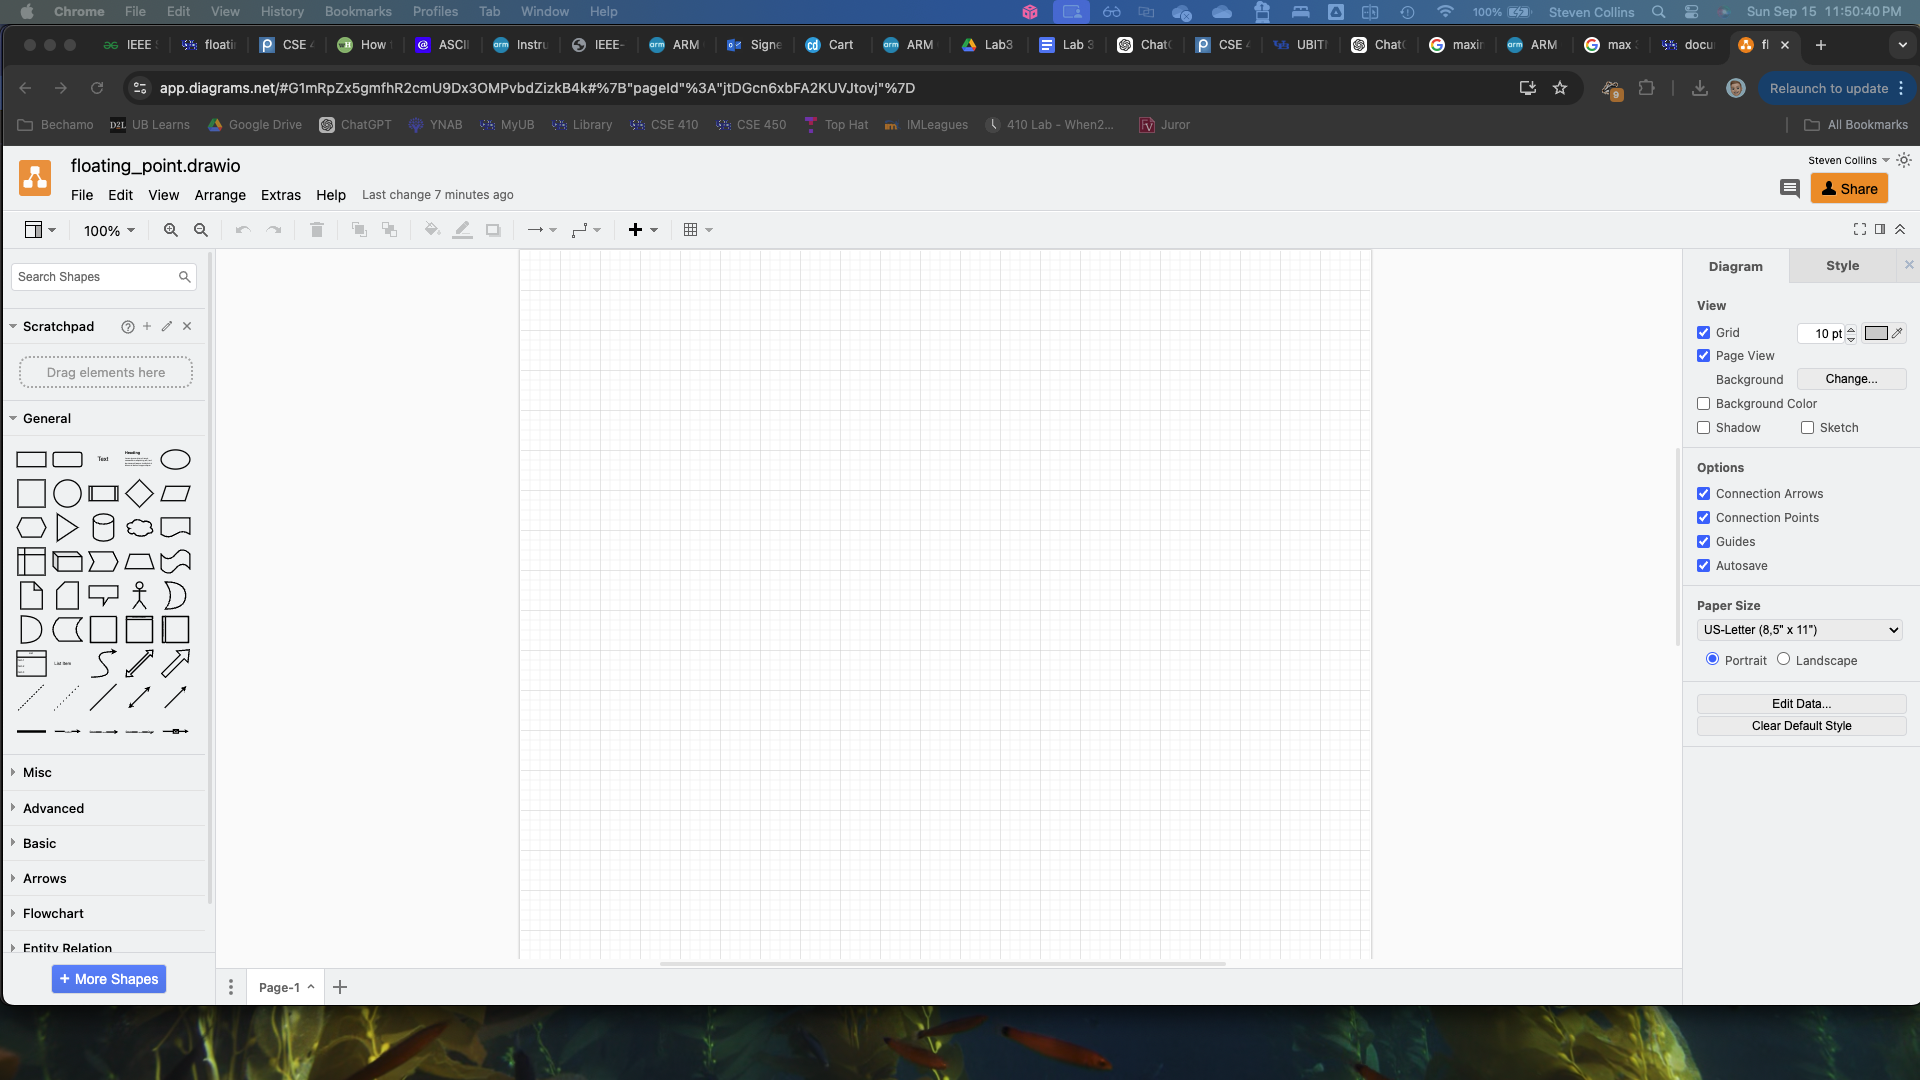 Chrome File Edit View History Bookmarks Profiles Tab Window Help 100% Steven Collins Sun Sep 15 11:50:40 PM
IEEE S floati CSE 4 How ASCII Instru IEEE- ARM Signe Cart ARM Lab3 Lab 3 ChatG CSE 4 UBIT ChatG maxin ARM max docu fl
app.diagrams.net/#G1mRpZx5gmfhR2cmU9Dx3OMPvbdZizkB4k#%7B"pageId"%3A"jtDGcn6xbFA2KUVJtovj"%7D 9 Relaunch to update
Bechamo D2L UB Learns Google Drive ChatGPT YNAB MyUB Library CSE 410 CSE 450 Top Hat IMLeagues 410 Lab - When2... Juror All Bookmarks
floating_point.drawio
Steven Collins
File Edit View Arrange Extras Help Last change 7 minutes ago
Share
100%
Search Shapes
Scratchpad
Drag elements here
General
Text
Heading
List Item
Misc
Advanced
Basic
Arrows
Flowchart
Entity Relation
+ More Shapes
Page-1
Diagram Style
View
Grid 10 pt
Page View
Background Change...
Background Color
Shadow Sketch
Options
Connection Arrows
Connection Points
Guides
Autosave
Paper Size
US-Letter (8,5" x 11")
Portrait Landscape
Edit Data...
Clear Default Style